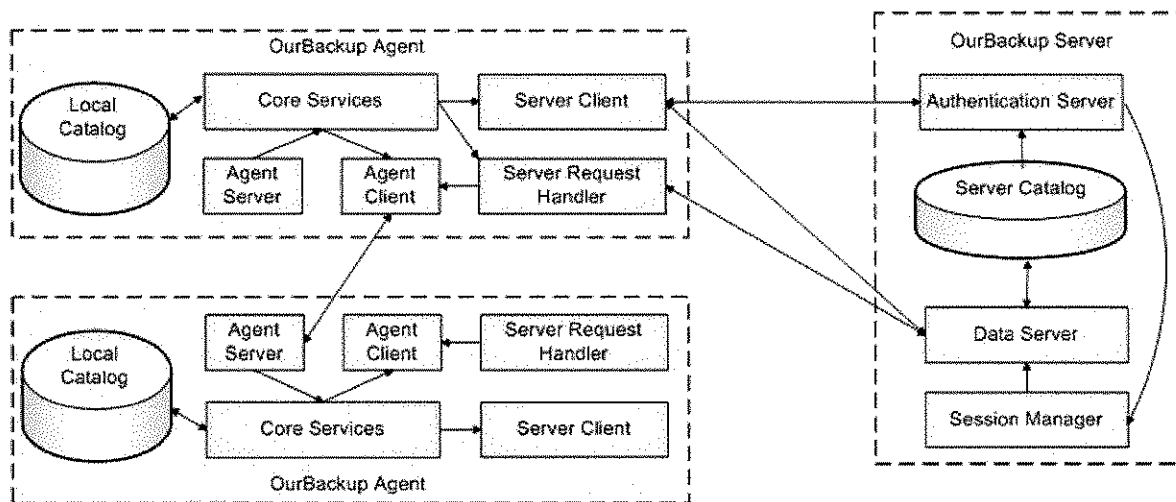 OurBackup Agent
Local
Catalog
Core Services
Server Client
Agent
Server
Agent
Client
Server Request
Handler
OurBackup Server
Authentication Server
Server Catalog
Data Server
Session Manager
Local
Catalog
Agent
Server
Agent
Client
Server Request
Handler
Core Services
Server Client
OurBackup Agent